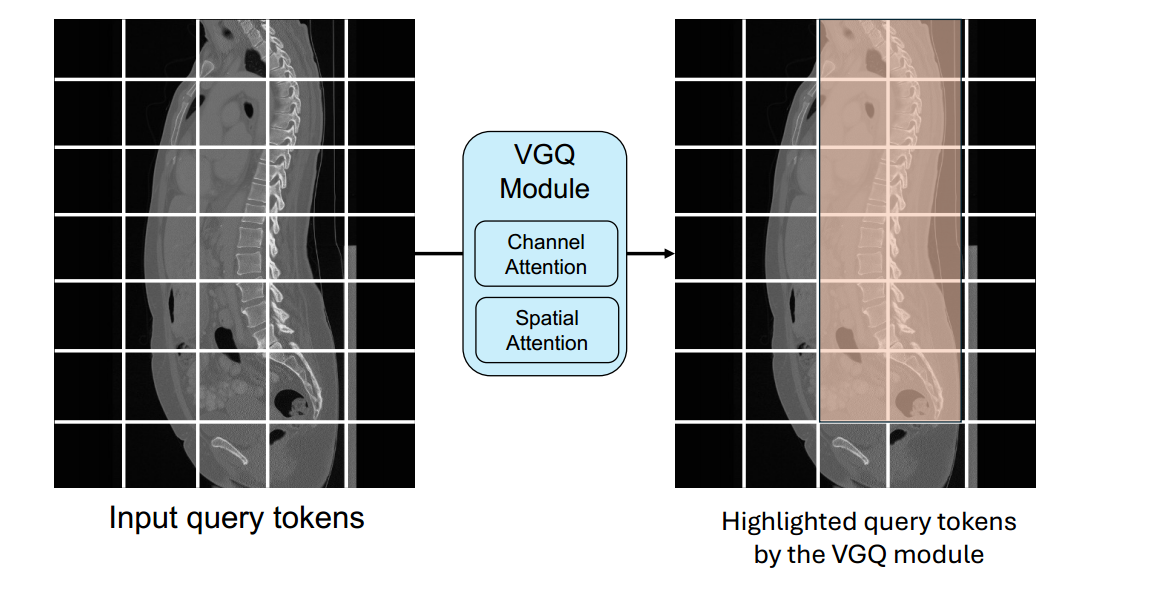 VGQ
Module
Channel
Attention
Spatial
Attention
Input query tokens
Highlighted query tokens
by the VGQ module